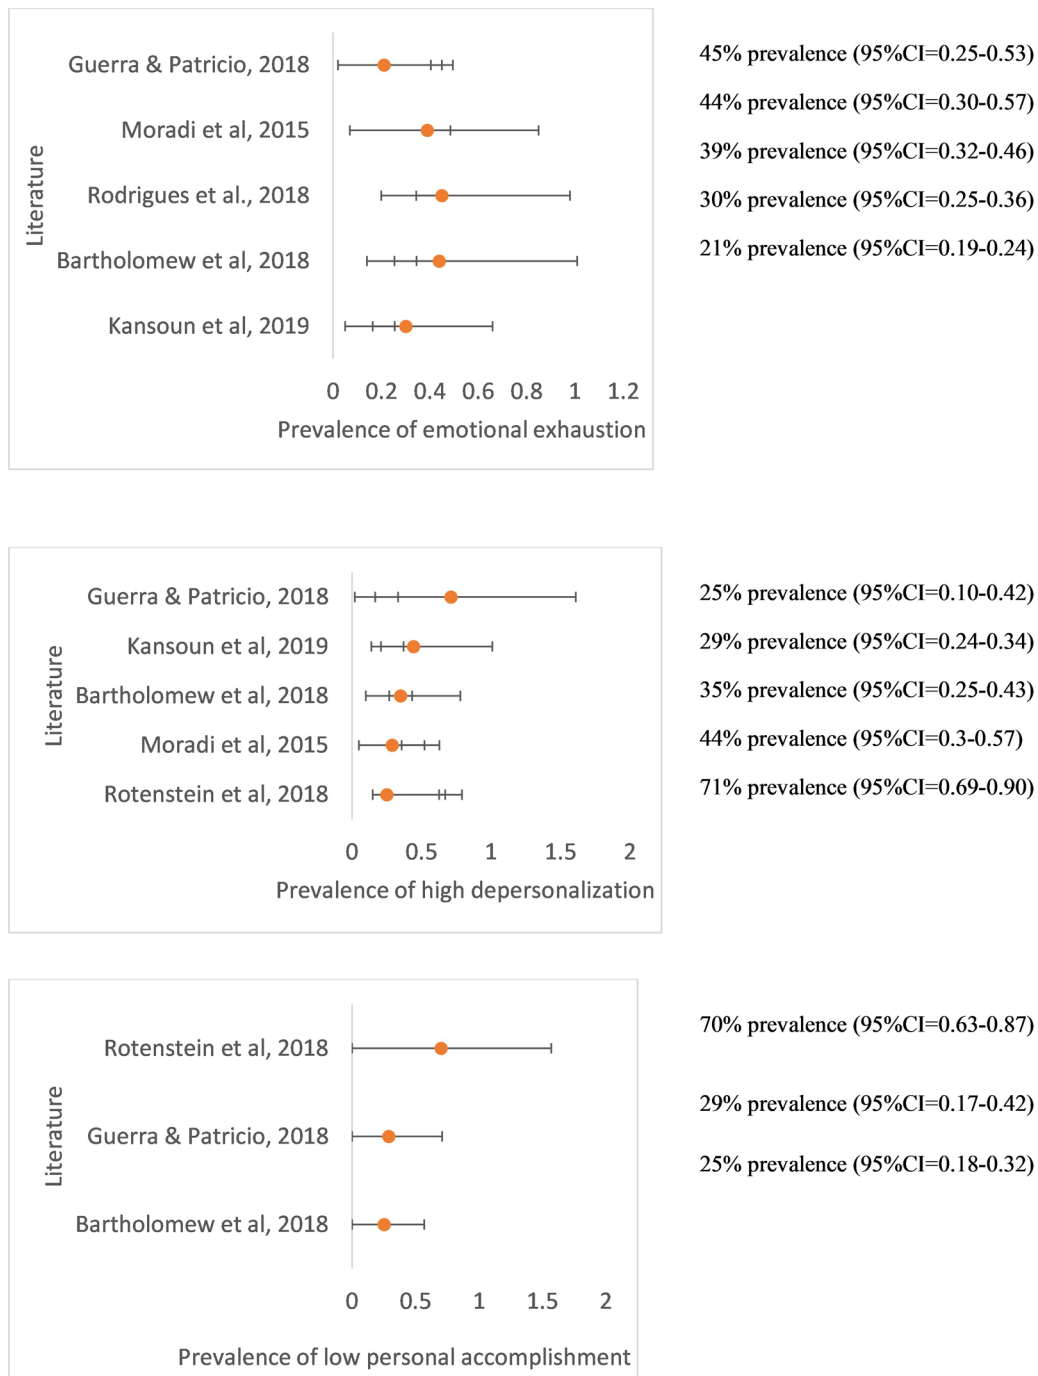 Guerra & Patricio, 2018
Moradi et al, 2015
Rodrigues et al., 2018
Bartholomew et al, 2018
Kansoun et al, 2019
Literature
0 0.2 0.4 0.6 0.8 1 1.2
Prevalence of emotional exhaustion
45% prevalence (95%CI=0.25-0.53)
44% prevalence (95%CI=0.30-0.57)
39% prevalence (95%CI=0.32-0.46)
30% prevalence (95%CI=0.25-0.36)
21% prevalence (95%CI=0.19-0.24)
Guerra & Patricio, 2018
Kansoun et al, 2019
Bartholomew et al, 2018
Moradi et al, 2015
Rotenstein et al, 2018
Literature
0 0.5 1 1.5 2
Prevalence of high depersonalization
25% prevalence (95%CI=0.10-0.42)
29% prevalence (95%CI=0.24-0.34)
35% prevalence (95%CI=0.25-0.43)
44% prevalence (95%CI=0.3-0.57)
71% prevalence (95%CI=0.69-0.90)
Rotenstein et al, 2018
Guerra & Patricio, 2018
Bartholomew et al, 2018
Literature
0 0.5 1 1.5 2
Prevalence of low personal accomplishment
70% prevalence (95%CI=0.63-0.87)
29% prevalence (95%CI=0.17-0.42)
25% prevalence (95%CI=0.18-0.32)